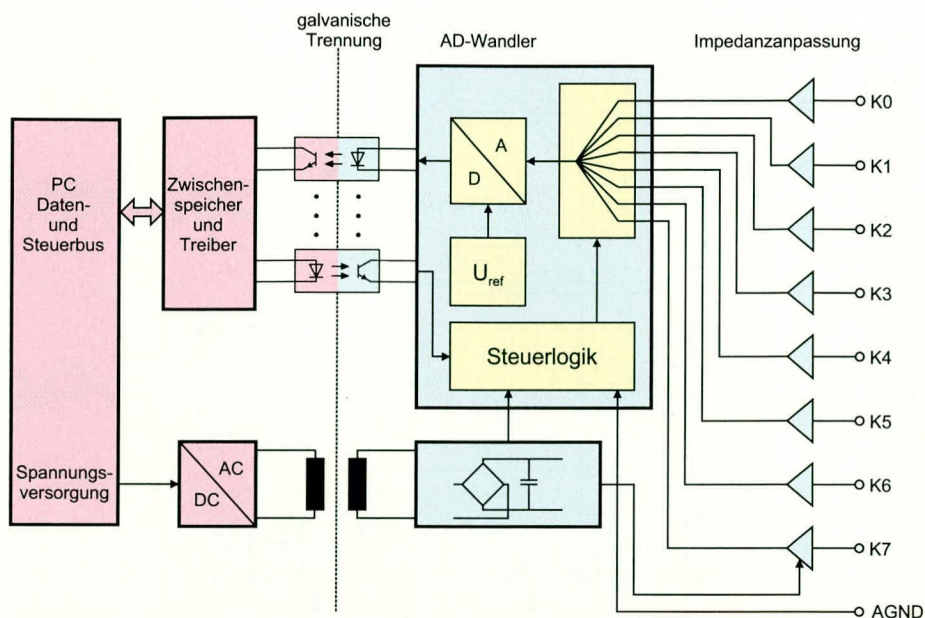 galvanische
Trennung
AD-Wandler
Impedanzanpassung
PC
Daten-
und
Steuerbus
Zwischen-
speicher
und
Treiber
A
D
U ref
Steuerlogik
Spannungs-
versorgung
AC
DC
K0
K1
K2
K3
K4
K5
K6
K7
AGND